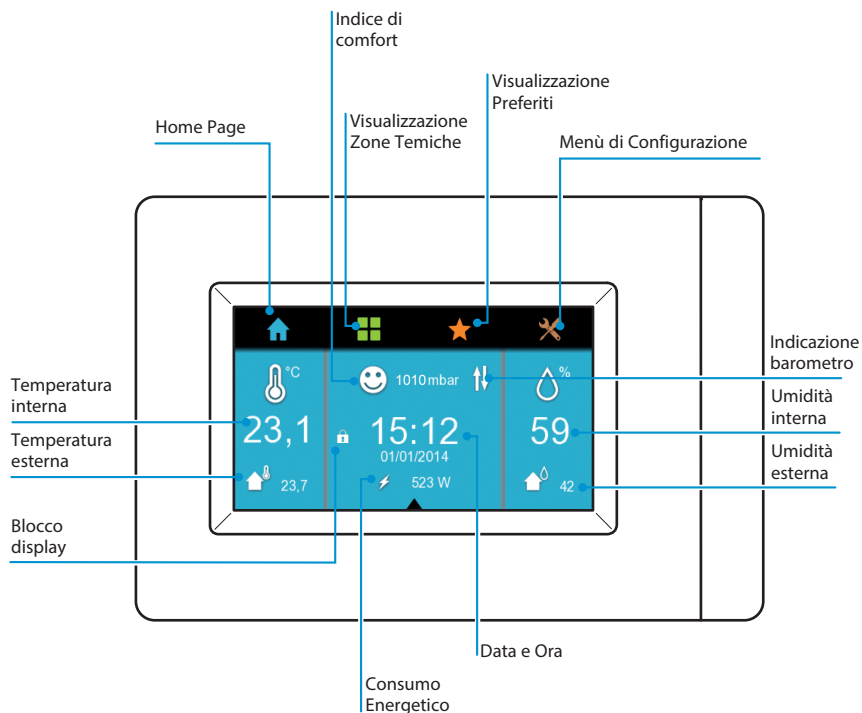 Indice di
comfort
Visualizzazione
Preferiti
Home Page
Visualizzazione
Zone Temiche
Menù di Configurazione
Indicazione
barometro
Temperatura
interna
Umidità
interna
Temperatura
esterna
Umidità
esterna
Blocco
display
°C
1010 mbar
%
23,1
15:12
59
01/01/2014
23,7
523 W
42
Data e Ora
Consumo
Energetico